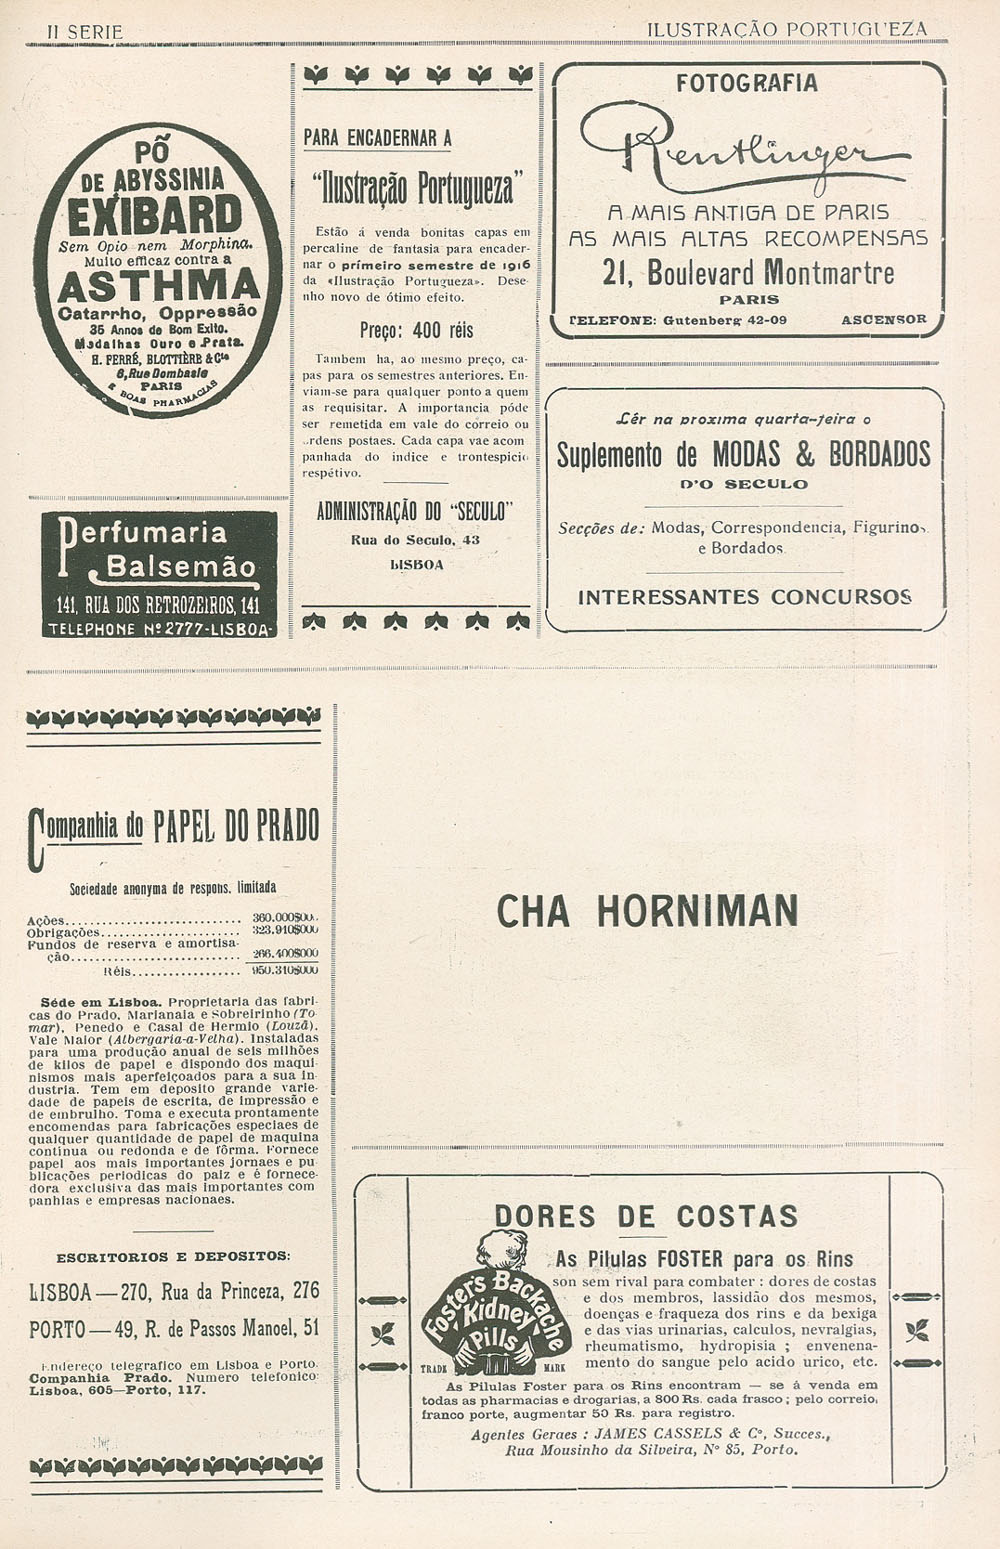 II SERIE
ILUSTRAÇÃO PORTUGUEZA
PÕ
DE ABYSSINIA
EXIBARD
Sem Opio nem Morphina.
Muito efficaz contra a
ASTHMA
Catarrho, Oppressão
35 Annos de Bom Exito.
Medalhas Ouro e Prata.
H. FERRÉ, BLOTTIÈRE & Cie
6, Rue Dombasle
PARIS
E BOAS PHARMACIAS
Perfumaria
Balsemão
141, RUA DOS RETROZEIROS, 141
TELEPHONE Nº 2777-LISBOA-
PARA ENCADERNAR A
"Ilustração Portugueza"
Estão á venda bonitas capas em
percaline de fantasia para encader-
nar o primeiro semestre de 1916
da «Ilustração Portugueza». Dese-
nho novo de ótimo efeito.
Preço: 400 réis
Tambem ha, ao mesmo preço, ca-
pas para os semestres anteriores. En-
viam-se para qualquer ponto a quem
as requisitar. A importancia póde
ser remetida em vale do correio ou
ordens postaes. Cada capa vae acom
panhada do indice e frontespicio
respétivo.
ADMINISTRAÇÃO DO "SECULO"
Rua do Seculo, 43
LISBOA
FOTOGRAFIA
Reutlinger
A MAIS ANTIGA DE PARIS
AS MAIS ALTAS RECOMPENSAS
21, Boulevard Montmartre
PARIS
TELEFONE: Gutenberg 42-09 ASCENSOR
Lêr na proxima quarta-feira o
Suplemento de MODAS & BORDADOS
D'O SECULO
Secções de: Modas, Correspondencia, Figurinos
e Bordados
INTERESSANTES CONCURSOS
Companhia do PAPEL DO PRADO
Sociedade anonyma de respons. limitada
Ações.......................... 360.000$00
Obrigações.................... 323.910$000
Fundos de reserva e amortisa-
ção......................... 266.400$000
Réis................ 950.310$000
Séde em Lisboa. Proprietaria das fabri-
cas do Prado, Marianaia e Sobreirinho (To
mar), Penedo e Casal de Hermio (Louzã),
Vale Maior (Albergaria-a-Velha). Instaladas
para uma produção anual de seis milhões
de kilos de papel e dispondo dos maqui-
nismos mais aperfeiçoados para a sua in-
dustria. Tem em deposito grande varie-
dade de papeis de escrita, de impressão e
de embrulho. Toma e executa prontamente
encomendas para fabricações especiaes de
qualquer quantidade de papel de maquina
continua ou redonda e de fôrma. Fornece
papel aos mais importantes jornaes e pu-
blicações periodicas do paiz e é fornece-
dora exclusiva das mais importantes com
panhias e empresas nacionaes.
ESCRITORIOS E DEPOSITOS:
LISBOA—270, Rua da Princeza, 276
PORTO—49, R. de Passos Manoel, 51
Endereço telegrafico em Lisboa e Porto:
Companhia Prado. Numero telefonico:
Lisboa, 605—Porto, 117.
CHA HORNIMAN
DORES DE COSTAS
As Pilulas FOSTER para os Rins
son sem rival para combater : dores de costas
e dos membros, lassidão dos mesmos,
doenças e fraqueza dos rins e da bexiga
e das vias urinarias, calculos, nevralgias,
rheumatismo, hydropisia ; envenena-
mento do sangue pelo acido urico, etc.
Foster's Backache
Kidney
Pills
TRADE MARK
As Pilulas Foster para os Rins encontram — se á venda em
todas as pharmacias e drogarias, a 800 Rs. cada frasco ; pelo correio,
franco porte, augmentar 50 Rs. para registro.
Agentes Geraes : JAMES CASSELS & Cº, Succes.,
Rua Mousinho da Silveira, Nº 85, Porto.